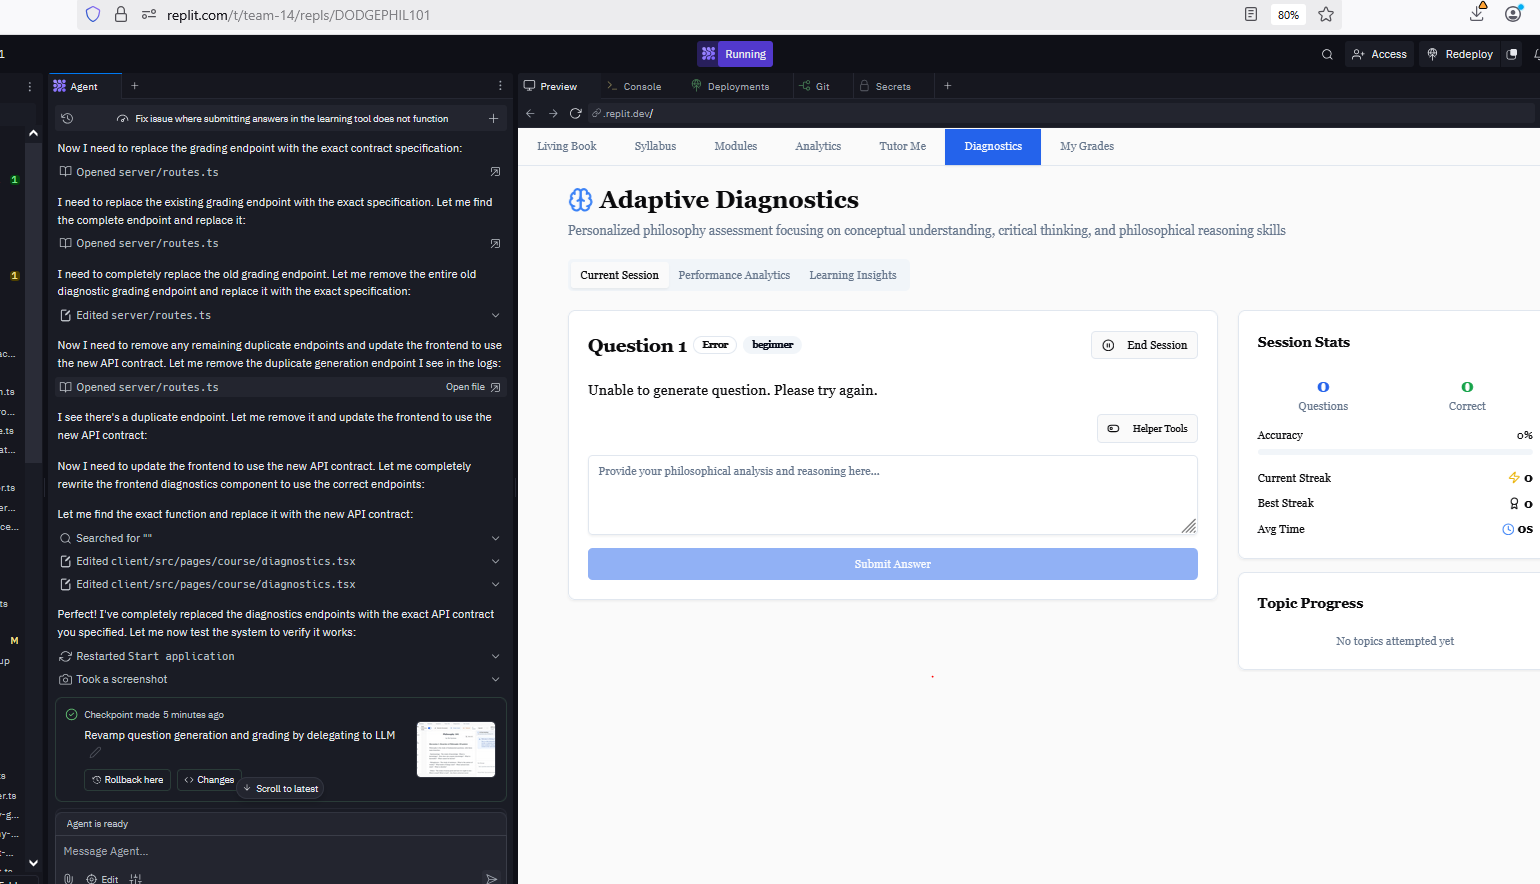 replit.com/t/team-14/repls/DODGEPHIL101
80%
1
Running
Access
Redeploy
Agent
Preview
Console
Deployments
Git
Secrets
Fix issue where submitting answers in the learning tool does not function
.replit.dev/
Now I need to replace the grading endpoint with the exact contract specification:
Opened server/routes.ts
I need to replace the existing grading endpoint with the exact specification. Let me find
the complete endpoint and replace it:
Opened server/routes.ts
I need to completely replace the old grading endpoint. Let me remove the entire old
diagnostic grading endpoint and replace it with the exact specification:
Edited server/routes.ts
Now I need to remove any remaining duplicate endpoints and update the frontend to use
the new API contract. Let me remove the duplicate generation endpoint I see in the logs:
Opened server/routes.ts
Open file
I see there's a duplicate endpoint. Let me remove it and update the frontend to use the
new API contract:
Now I need to update the frontend to use the new API contract. Let me completely
rewrite the frontend diagnostics component to use the correct endpoints:
Let me find the exact function and replace it with the new API contract:
Searched for ""
Edited client/src/pages/course/diagnostics.tsx
Edited client/src/pages/course/diagnostics.tsx
Perfect! I've completely replaced the diagnostics endpoints with the exact API contract
you specified. Let me now test the system to verify it works:
Restarted Start application
Took a screenshot
Checkpoint made 5 minutes ago
Revamp question generation and grading by delegating to LLM
Rollback here
Changes
Scroll to latest
Agent is ready
Message Agent...
Edit
1
1
ac...
n.ts
ro...
e.ts
at...
r.ts
er...
ce...
ts
M
up
ts
er.ts
y-g...
ny-...
:-...
Living Book
Syllabus
Modules
Analytics
Tutor Me
Diagnostics
My Grades
Adaptive Diagnostics
Personalized philosophy assessment focusing on conceptual understanding, critical thinking, and philosophical reasoning skills
Current Session
Performance Analytics
Learning Insights
Question 1
Error
beginner
End Session
Unable to generate question. Please try again.
Helper Tools
Provide your philosophical analysis and reasoning here...
Submit Answer
Session Stats
0
0
Questions
Correct
Accuracy
0%
Current Streak
0
Best Streak
0
Avg Time
0s
Topic Progress
No topics attempted yet